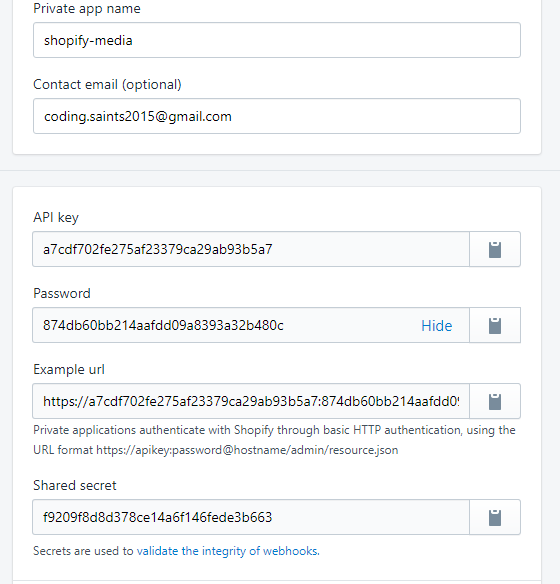 Private app name
shopify-media
Contact email (optional)
coding.saints2015@gmail.com
API key
a7cdf702fe275af23379ca29ab93b5a7
Password
874db60bb214aafdd09a8393a32b480c
Hide
Example url
https://a7cdf702fe275af23379ca29ab93b5a7:874db60bb214aafdd09
Private applications authenticate with Shopify through basic HTTP authentication, using the
URL format https://apikey:password@hostname/admin/resource.json
Shared secret
f9209f8d8d378ce14a6f146fede3b663
Secrets are used to validate the integrity of webhooks.